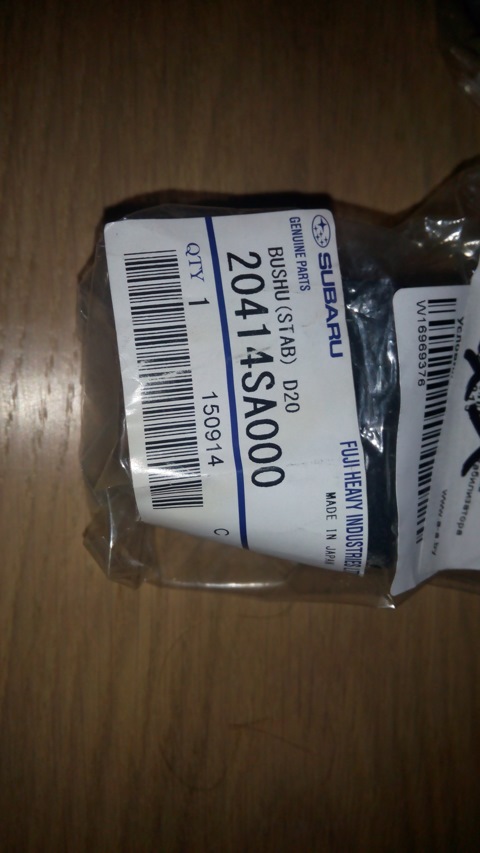 SUBARU
GENUINE PARTS
FUJI HEAVY INDUSTRIES
BUSHU (STAB) D20
MADE IN JAPAN
20414SA000
QTY 1
150914
C
W16969376